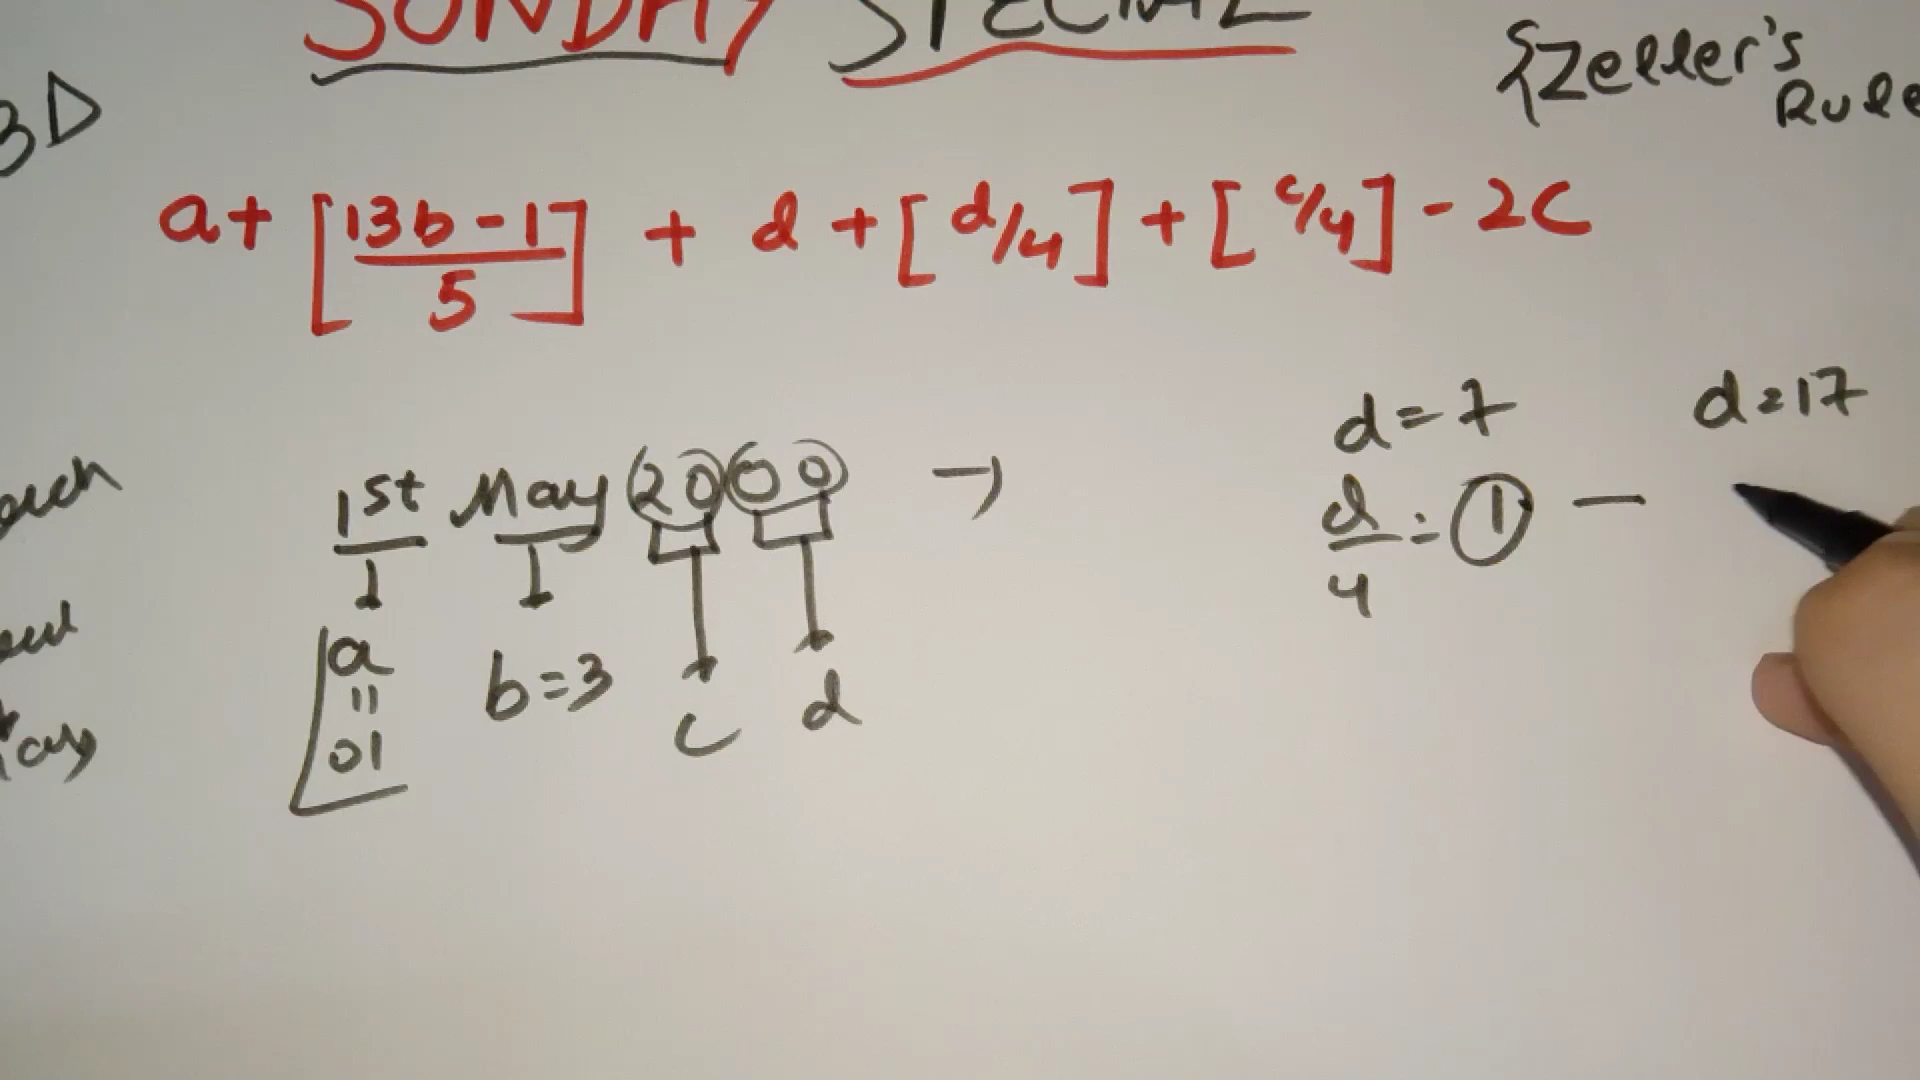 SUNDAY SPECIAL
{Zeller's
Rule
3D
a + [13b - 1 / 5] + d + [d/4] + [c/4] - 2C
1st May 2000 →
a
=
01
b=3
c
d
d=7
d/4 = 1 —
d=17